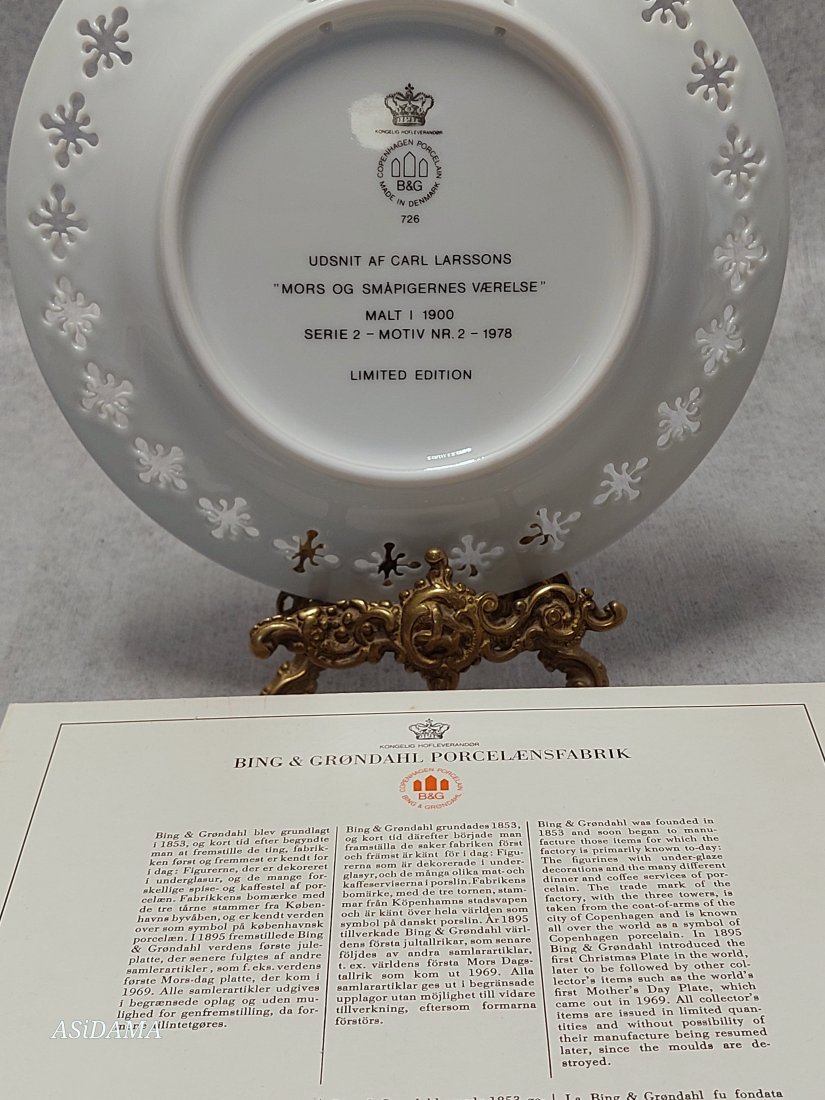 KONGELIG HOFLEVERANDØR
COPENHAGEN PORCELAIN
B&G
MADE IN DENMARK
726
UDSNIT AF CARL LARSSONS
"MORS OG SMÅPIGERNES VÆRELSE"
MALT I 1900
SERIE 2 – MOTIV NR. 2 – 1978
LIMITED EDITION
KONGELIG HOFLEVERANDØR
BING & GRØNDAHL PORCELÆNSFABRIK
COPENHAGEN PORCELAIN
B&G
BING & GRØNDAHL
Bing & Grøndahl blev grundlagt
i 1853, og kort tid efter begyndte
man at fremstille de ting, fabrik-
ken først og fremmest er kendt for
i dag: Figurerne, der er dekoreret
i underglasur, og de mange for-
skellige spise- og kaffestel af por-
celæn. Fabrikkens bomærke med
de tre tårne stammer fra Køben-
havns byvåben, og er kendt verden
over som symbol på københavnsk
porcelæn. I 1895 fremstillede Bing
& Grøndahl verdens første jule-
platte, der senere fulgtes af andre
samlerartikler, som f. eks. verdens
første Mors-dag platte, der kom i
1969. Alle samlerartikler udgives
i begrænsede oplag og uden mu-
lighed for genfremstilling, da for-
mene tilintetgøres.
Bing & Grøndahl grundades 1853,
og kort tid därefter började man
framställa de saker fabriken först
och främst är känt för i dag: Figu-
rerna som är dekorerade i under-
glasyr, och de många olika mat- och
kaffeserviserna i porslin. Fabrikens
bomärke, med de tre tornen, stam-
mar från Köpenhamns stadsvapen
och är känt över hela världen som
symbol på danskt porslin. År 1895
tillverkade Bing & Grøndahl värl-
dens första jultallrikar, som senare
följdes av andra samlarartiklar,
t. ex. världens första Mors Dags-
tallrik som kom ut 1969. Alla
samlarartiklar ges ut i begränsade
upplagor utan möjlighet till vidare
tillverkning, eftersom formarna
förstörs.
Bing & Grøndahl was founded in
1853 and soon began to manu-
facture those items for which the
factory is primarily known to-day:
The figurines with under-glaze
decorations and the many different
dinner and coffee services of por-
celain. The trade mark of the
factory, with the three towers, is
taken from the coat-of-arms of the
city of Copenhagen and is known
all over the world as a symbol of
Copenhagen porcelain. In 1895
Bing & Grøndahl introduced the
first Christmas Plate in the world,
later to be followed by other col-
lector's items such as the world's
first Mother's Day Plate, which
came out in 1969. All collector's
items are issued in limited quan-
tities and without possibility of
their manufacture being resumed
later, since the moulds are de-
stroyed.
ASiDAMA
La Bing & Grøndahl fu fondata